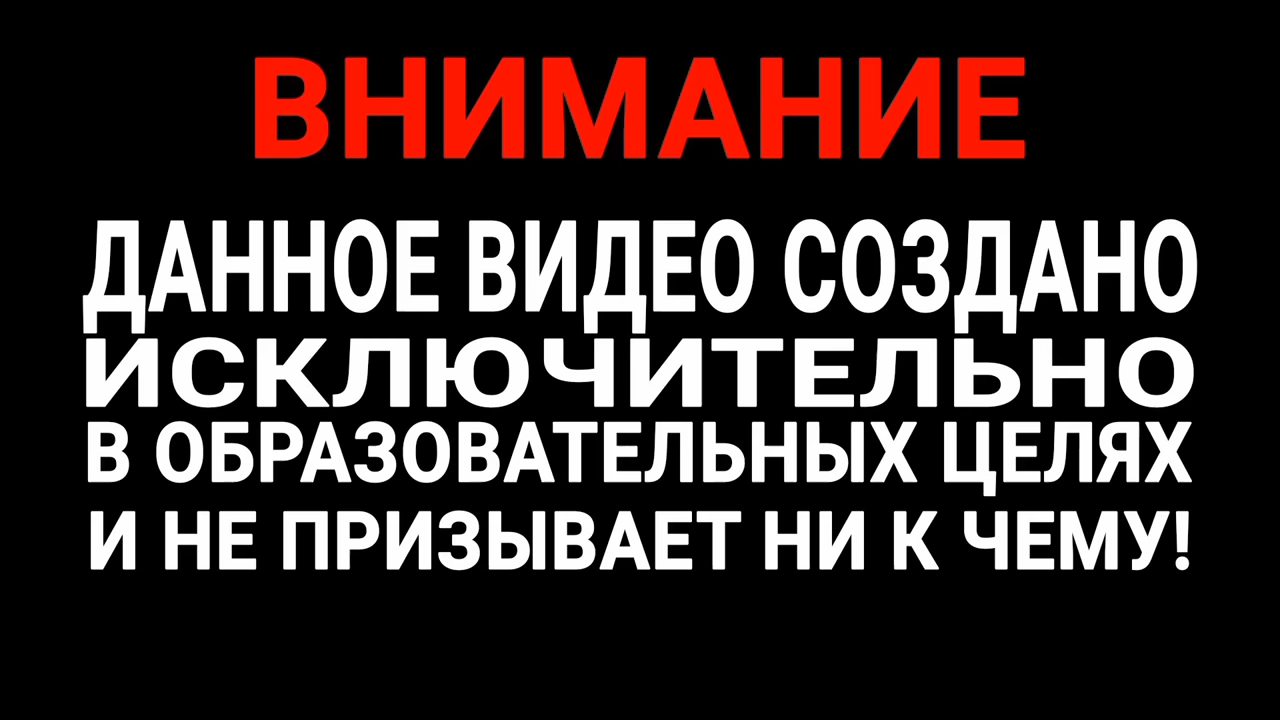 ВНИМАНИЕ
ДАННОЕ ВИДЕО СОЗДАНО
ИСКЛЮЧИТЕЛЬНО
В ОБРАЗОВАТЕЛЬНЫХ ЦЕЛЯХ
И НЕ ПРИЗЫВАЕТ НИ К ЧЕМУ!